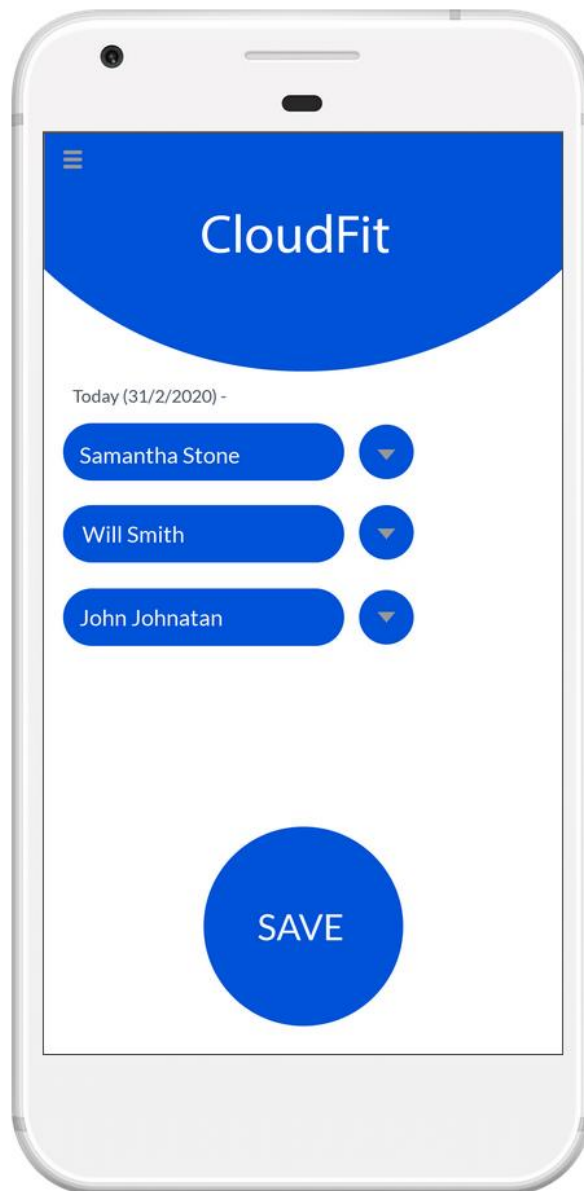 CloudFit
Today (31/2/2020) -
Samantha Stone
Will Smith
John Johnatan
SAVE